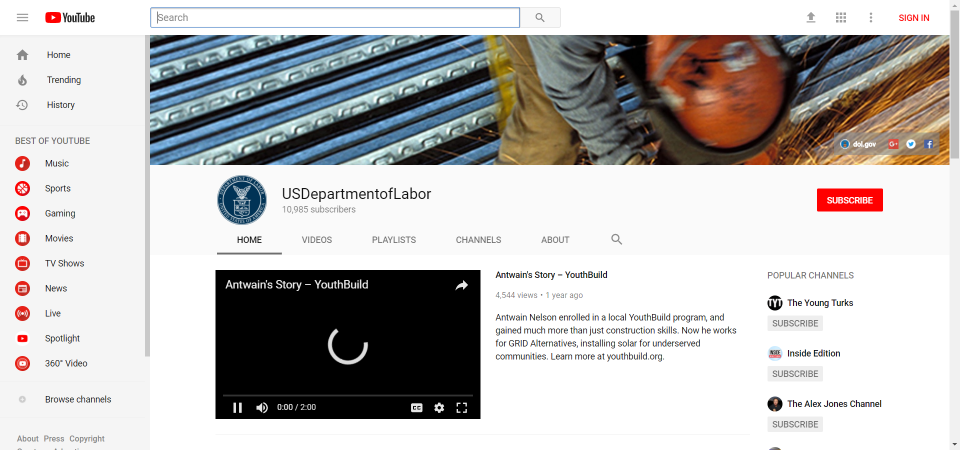 YouTube
Search
SIGN IN
Home
Trending
History
BEST OF YOUTUBE
Music
Sports
Gaming
Movies
TV Shows
News
Live
Spotlight
360° Video
Browse channels
About Press Copyright
dol.gov
USDepartmentofLabor
10,985 subscribers
SUBSCRIBE
HOME VIDEOS PLAYLISTS CHANNELS ABOUT
Antwain's Story – YouthBuild
0:00 / 2:00
CC
Antwain's Story – YouthBuild
4,544 views • 1 year ago
Antwain Nelson enrolled in a local YouthBuild program, and
gained much more than just construction skills. Now he works
for GRID Alternatives, installing solar for underserved
communities. Learn more at youthbuild.org.
POPULAR CHANNELS
TYT
The Young Turks
SUBSCRIBE
Inside Edition
SUBSCRIBE
The Alex Jones Channel
SUBSCRIBE